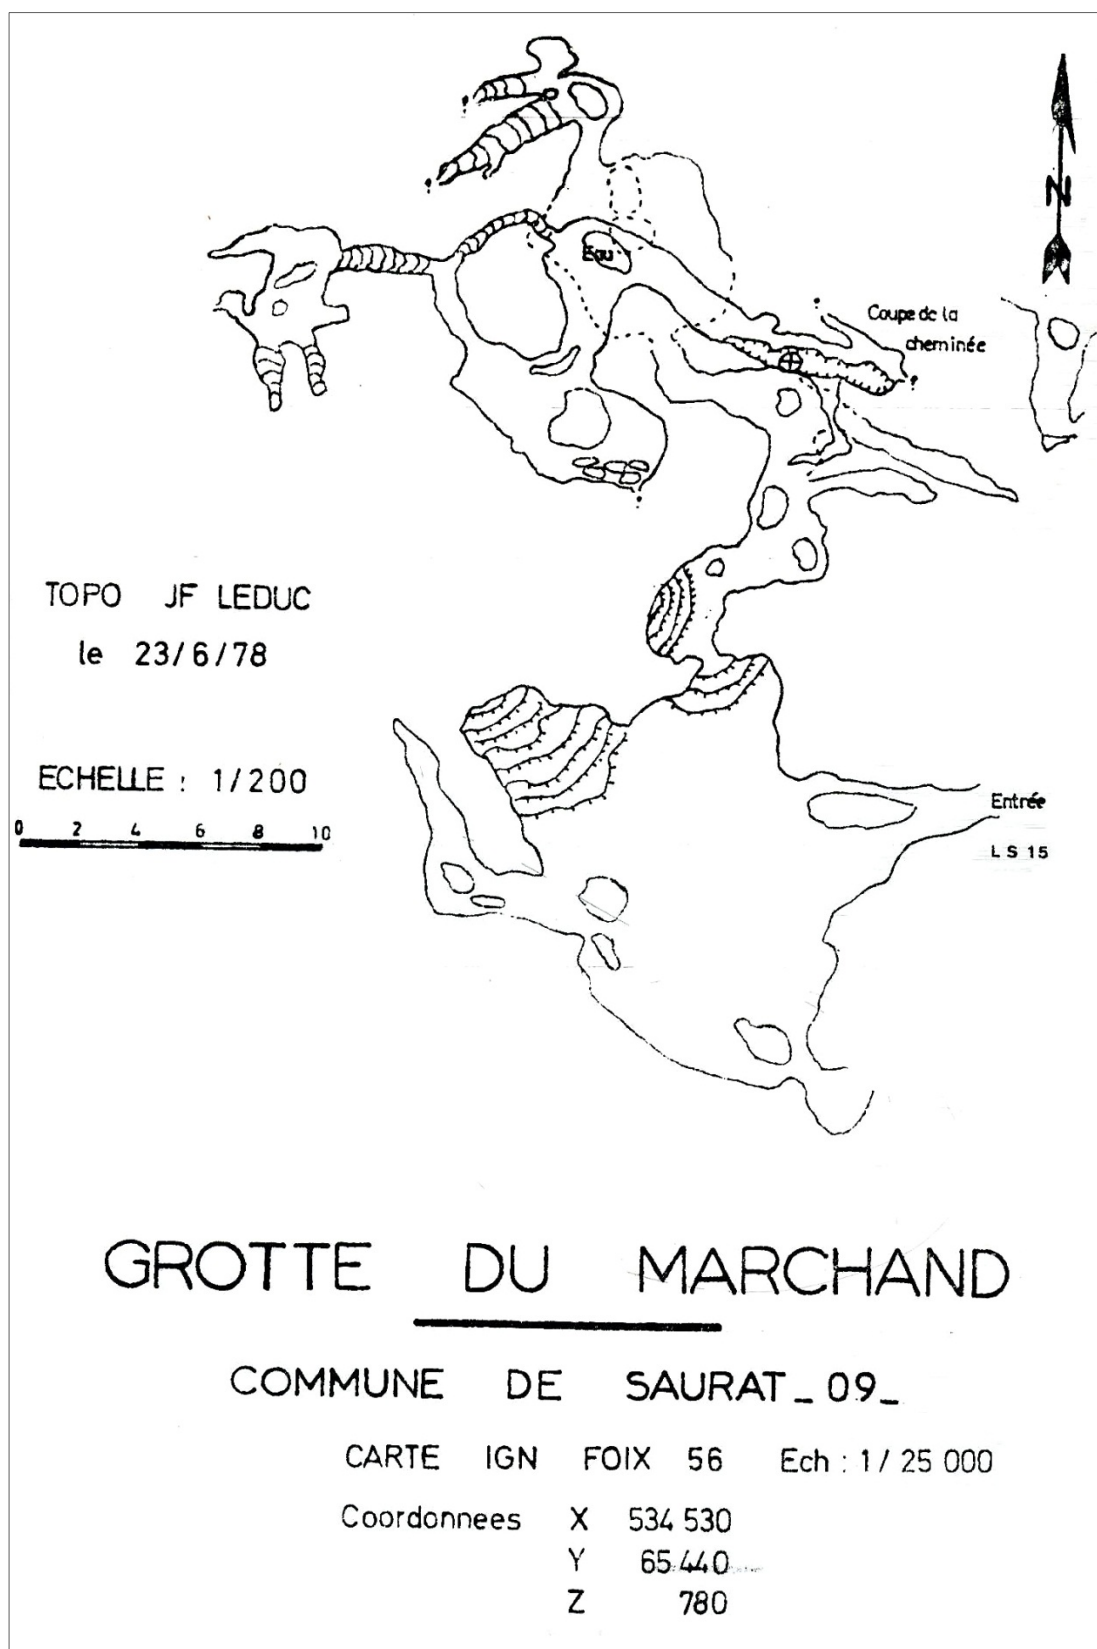 N
Eau
Coupe de la
cheminée
TOPO JF LEDUC
le 23/6/78
ECHELLE : 1/200
0 2 4 6 8 10
Entrée
LS 15
GROTTE DU MARCHAND
COMMUNE DE SAURAT _ 09 _
CARTE IGN FOIX 56 Ech : 1/25 000
Coordonnees X 534 530
Y 65.440
Z 780